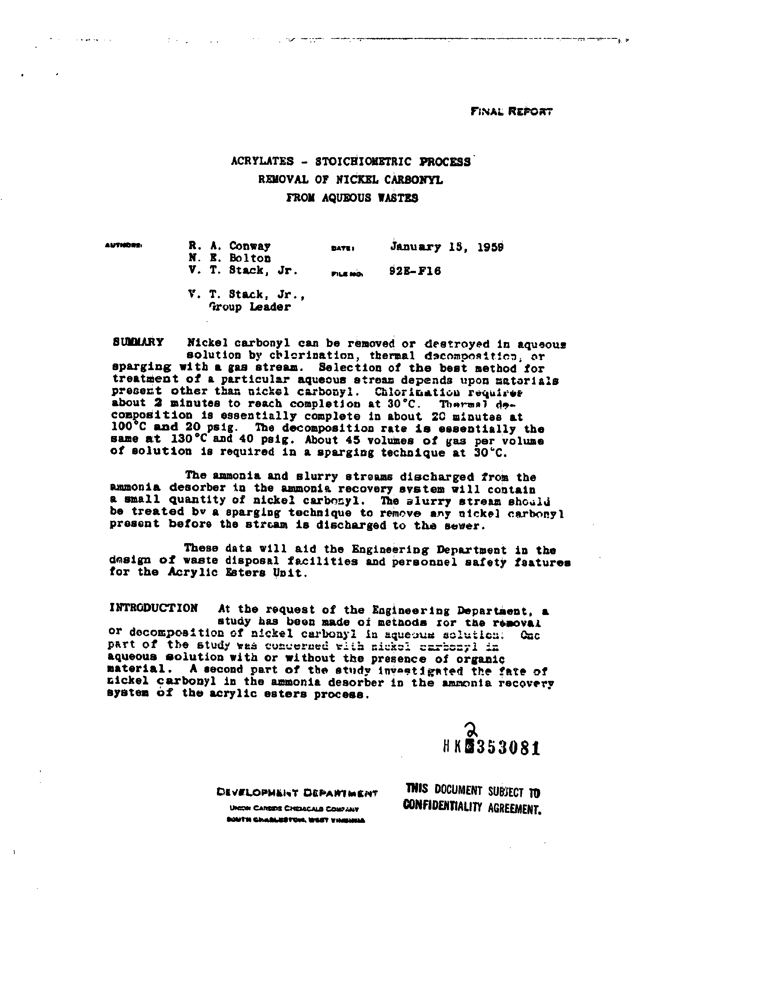 FINAL REPORT
ACRYLATES - STOICHIOMETRIC PROCESS
REMOVAL OF NICKEL CARBONYL
FROM AQUEOUS WASTES
AUTHORS: R. A. Conway DATE: January 15, 1959
N. E. Bolton
V. T. Stack, Jr. FILE NO. 92E-F16
V. T. Stack, Jr.,
Group Leader
SUMMARY Nickel carbonyl can be removed or destroyed in aqueous
solution by chlorination, thermal decomposition, or
sparging with a gas stream. Selection of the best method for
treatment of a particular aqueous stream depends upon materials
present other than nickel carbonyl. Chlorination requires
about 2 minutes to reach completion at 30°C. Thermal de-
composition is essentially complete in about 20 minutes at
100°C and 20 psig. The decomposition rate is essentially the
same at 130°C and 40 psig. About 45 volumes of gas per volume
of solution is required in a sparging technique at 30°C.
The ammonia and slurry streams discharged from the
ammonia desorber in the ammonia recovery system will contain
a small quantity of nickel carbonyl. The slurry stream should
be treated by a sparging technique to remove any nickel carbonyl
present before the stream is discharged to the sewer.
These data will aid the Engineering Department in the
design of waste disposal facilities and personnel safety features
for the Acrylic Esters Unit.
INTRODUCTION At the request of the Engineering Department, a
study has been made of methods for the removal
or decomposition of nickel carbonyl in aqueous solution. One
part of the study was concerned with nickel carbonyl in
aqueous solution with or without the presence of organic
material. A second part of the study investigated the fate of
nickel carbonyl in the ammonia desorber in the ammonia recovery
system of the acrylic esters process.
2
HK 353081
DEVELOPMENT DEPARTMENT THIS DOCUMENT SUBJECT TO
UNION CARBIDE CHEMICALS COMPANY CONFIDENTIALITY AGREEMENT.
SOUTH CHARLESTON, WEST VIRGINIA